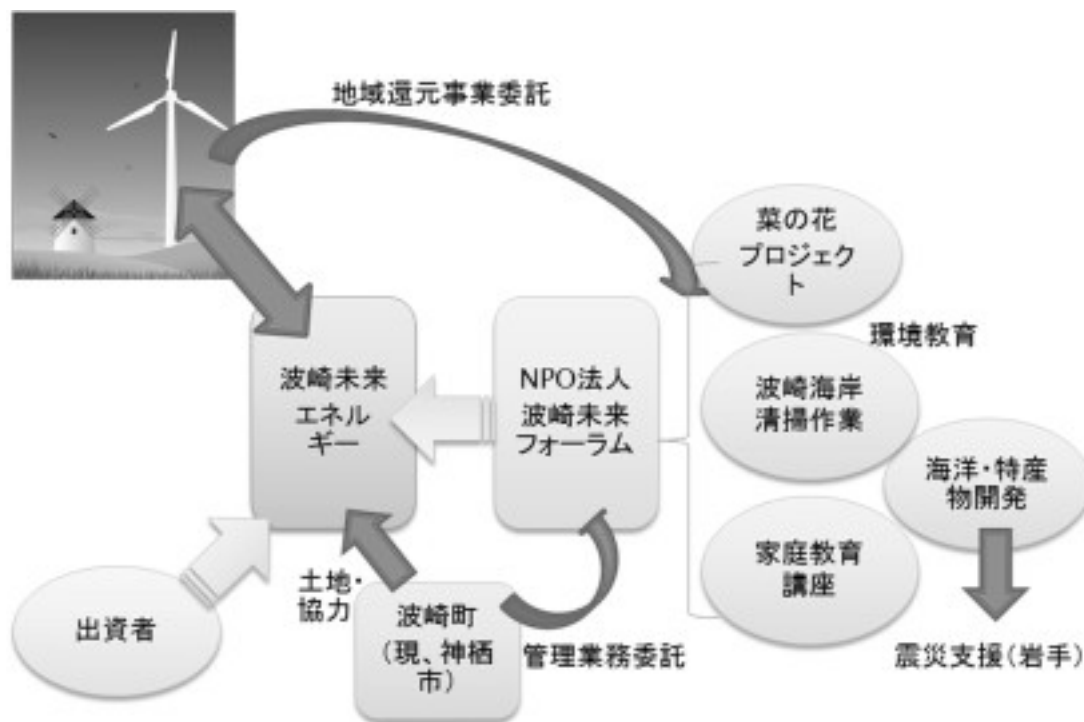 地域還元事業委託
菜の花
プロジェク
ト
環境教育
波崎未来
エネル
ギー
NPO法人
波崎未来
フォーラム
波崎海岸
清掃作業
海洋・特産
物開発
家庭教育
講座
出資者
土地・
協力
波崎町
(現、神栖
市)
管理業務委託
震災支援(岩手)